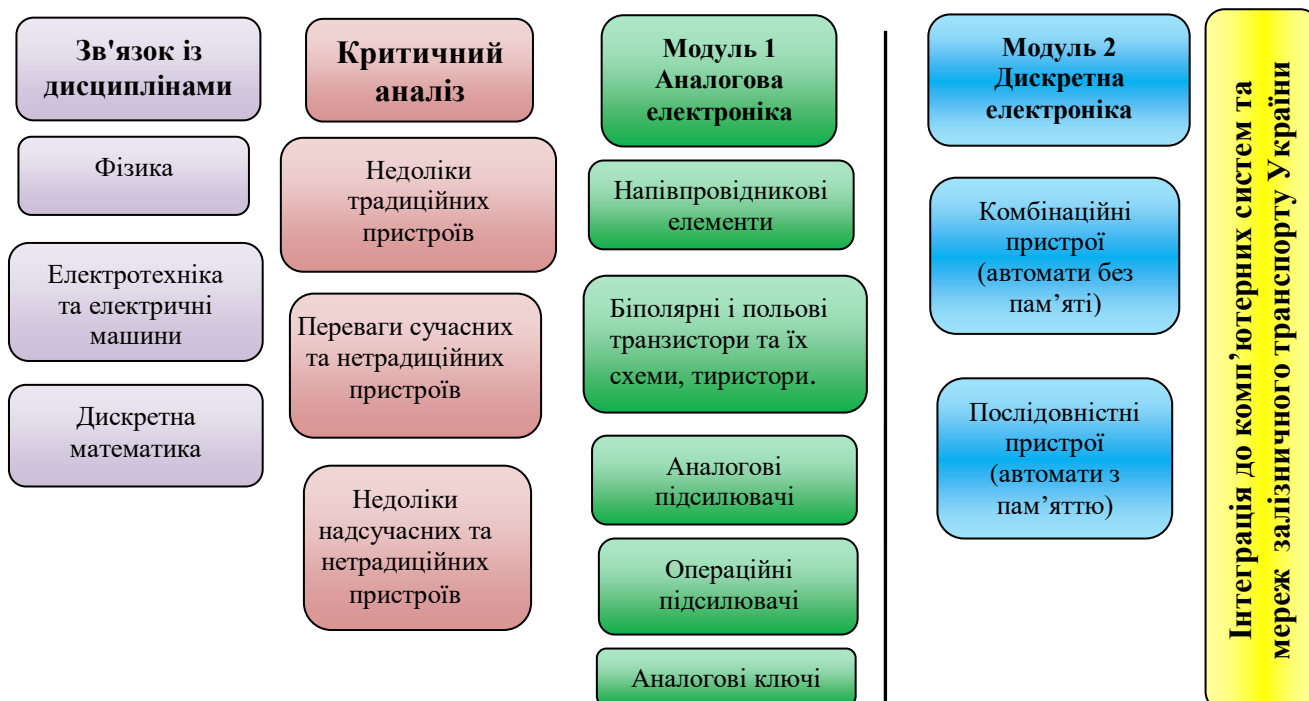 Зв'язок із
дисциплінами
Фізика
Електротехніка
та електричні
машини
Дискретна
математика
Критичний
аналіз
Недоліки
традиційних
пристроїв
Переваги сучасних
та нетрадиційних
пристроїв
Недоліки
надсучасних та
нетрадиційних
пристроїв
Модуль 1
Аналогова
електроніка
Напівпровідникові
елементи
Біполярні і польові
транзистори та їх
схеми, тиристори.
Аналогові
підсилювачі
Операційні
підсилювачі
Аналогові ключі
Модуль 2
Дискретна
електроніка
Комбінаційні
пристрої
(автомати без
пам’яті)
Послідовністні
пристрої
(автомати з
пам’яттю)
Інтеграція до комп’ютерних систем та
мереж залізничного транспорту України